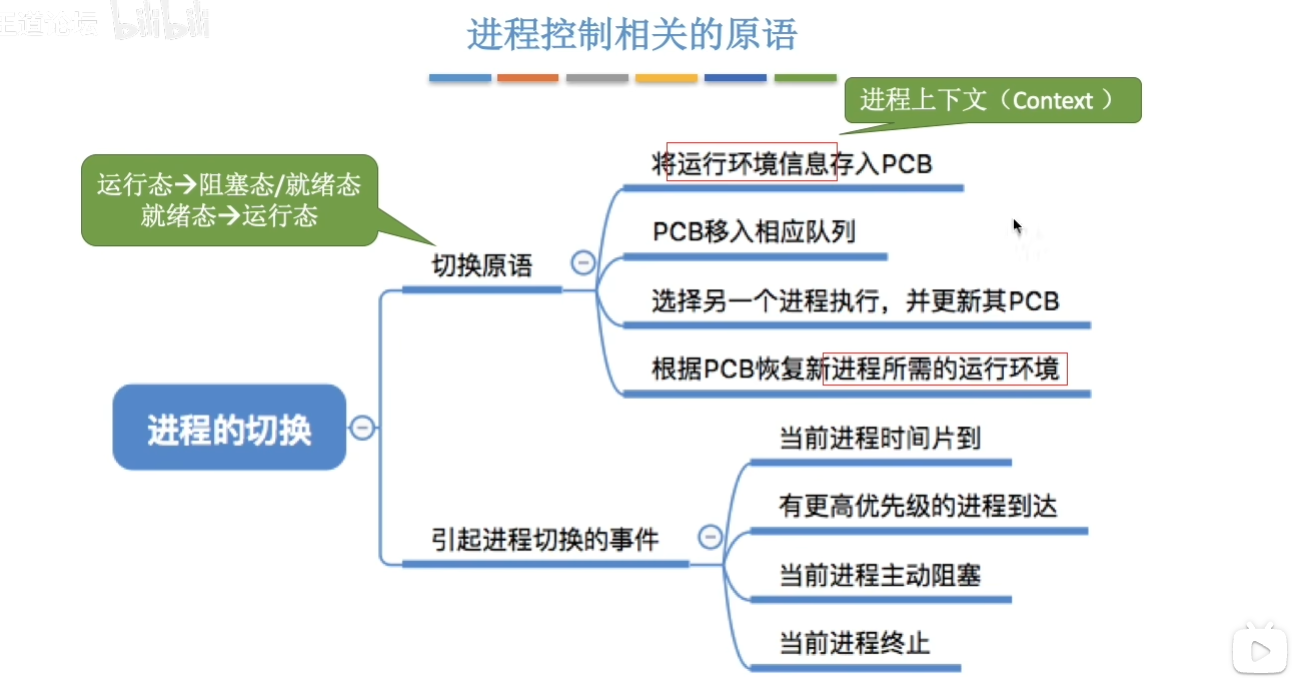 王道论坛
bilibili
进程控制相关的原语
进程上下文（Context ）
运行态→阻塞态/就绪态
就绪态→运行态
将运行环境信息存入PCB
PCB移入相应队列
切换原语
选择另一个进程执行，并更新其PCB
根据PCB恢复新进程所需的运行环境
进程的切换
当前进程时间片到
有更高优先级的进程到达
引起进程切换的事件
当前进程主动阻塞
当前进程终止